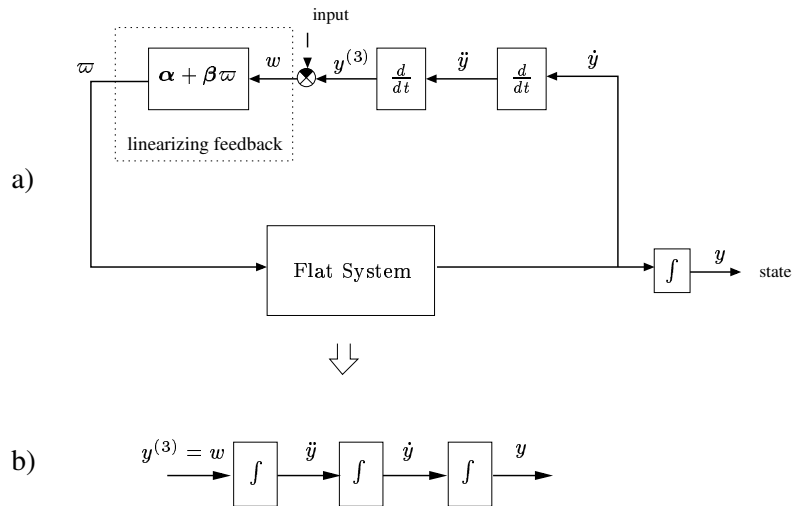 input
ϖ
α + βϖ
w
y^(3)
d/dt
ÿ
d/dt
ẏ
linearizing feedback
a)
Flat System
∫
y
state
b)
y^(3) = w
∫
ÿ
∫
ẏ
∫
y